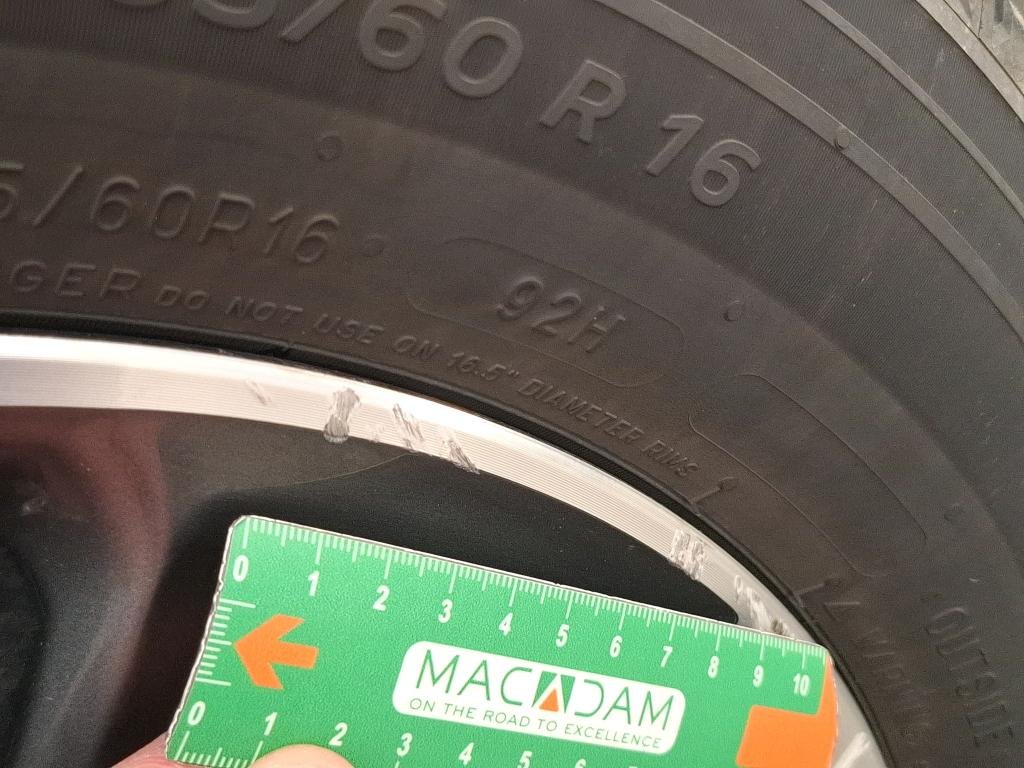 5/60 R 16
5/60R16
92H
GER DO NOT USE ON 16.5" DIAMETER RIMS
OUTSIDE
0 1 2 3 4 5 6 7 8 9 10
MACADAM
ON THE ROAD TO EXCELLENCE
0 1 2 3 4 5 6